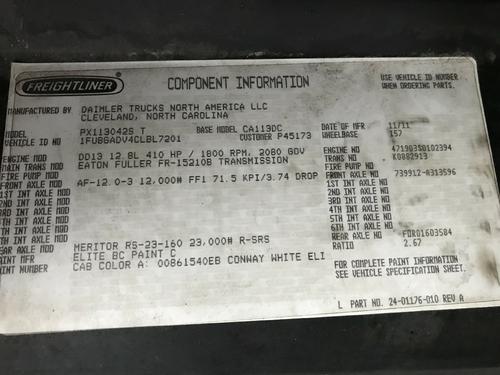 FREIGHTLINER
COMPONENT INFORMATION
USE VEHICLE ID NUMBER
WHEN ORDERING PARTS.
MANUFACTURED BY DAIMLER TRUCKS NORTH AMERICA LLC
CLEVELAND, NORTH CAROLINA
MODEL PX113042S T BASE MODEL CA113DC DATE OF MFR 11/11
VEHICLE ID NO 1FUBGADV4CLBL7201 CUSTOMER P45173 WHEELBASE 157
ENGINE MOD DD13 12.8L 410 HP / 1800 RPM, 2080 GOV ENGINE NO 471903S0102394
MAIN TRANS MOD EATON FULLER FR-15210B TRANSMISSION TRANS NO K0882913
FIRE PUMP MOD FIRE PUMP NO
FRONT AXLE MOD AF-12.0-3 12,000# FF1 71.5 KPI/3.74 DROP FRONT AXLE NO 739912-A313596
1ST INT AXLE MOD 1ST INT AXLE NO
2ND INT AXLE MOD 2ND INT AXLE NO
3RD INT AXLE MOD 3RD INT AXLE NO
4TH INT AXLE MOD 4TH INT AXLE NO
5TH INT AXLE MOD 5TH INT AXLE NO
6TH INT AXLE MOD 6TH INT AXLE NO
REAR AXLE MOD MERITOR RS-23-160 23,000# R-SRS REAR AXLE NO FDR01603584
PAINT MFR ELITE BC PAINT C RATIO 2.67
PAINT NUMBER CAB COLOR A: 00861540EB CONWAY WHITE ELI
FOR COMPLETE PAINT INFORMATION
SEE VEHICLE SPECIFICATION SHEET.
L PART NO. 24-01176-010 REV A